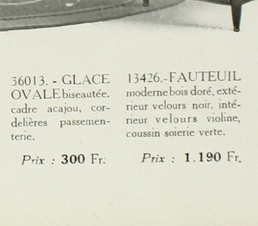 36013. - GLACE
OVALE biseautée.
cadre acajou, cor-
delières passemen-
terie.
Prix : 300 Fr.
13426.-FAUTEUIL
moderne bois doré, exté-
rieur velours noir, inté-
rieur velours violine,
coussin soierie verte.
Prix : 1.190 Fr.